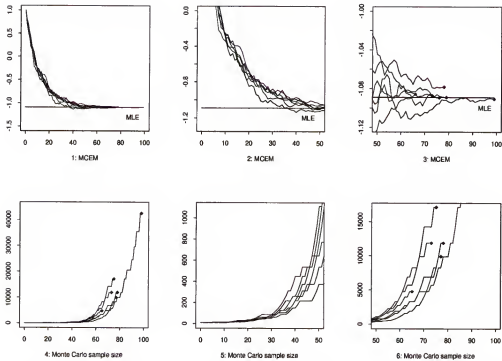 1.0
0.5
0.0
-0.5
-1.0
-1.5
MLE
0 20 40 60 80 100
1: MCEM
0.0
-0.4
-0.8
-1.2
MLE
0 10 20 30 40 50
2: MCEM
-1.00
-1.04
-1.08
-1.12
MLE
50 60 70 80 90 100
3: MCEM
40000
30000
20000
10000
0
0 20 40 60 80 100
4: Monte Carlo sample size
1000
800
600
400
200
0
0 10 20 30 40 50
5: Monte Carlo sample size
15000
10000
5000
0
50 60 70 80 90 100
6: Monte Carlo sample size